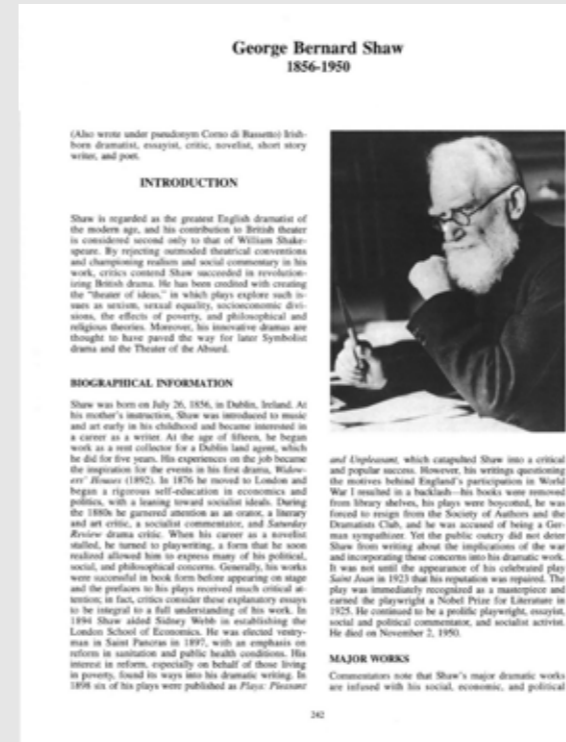 George Bernard Shaw
1856-1950
(Also wrote under pseudonym Corno di Bassetto) Irish-
born dramatist, essayist, critic, novelist, short story
writer, and poet.
INTRODUCTION
Shaw is regarded as the greatest English dramatist of
the modern age, and his contribution to British theater
is considered second only to that of William Shake-
speare. By rejecting outmoded theatrical conventions
and championing realism and social commentary in his
work, critics contend Shaw succeeded in revolution-
izing British drama. He has been credited with creating
the "theater of ideas," in which plays explore such is-
sues as sexism, sexual equality, socioeconomic divi-
sions, the effects of poverty, and philosophical and
religious theories. Moreover, his innovative dramas are
thought to have paved the way for later Symbolist
drama and the Theater of the Absurd.
BIOGRAPHICAL INFORMATION
Shaw was born on July 26, 1856, in Dublin, Ireland. At
his mother's instruction, Shaw was introduced to music
and art early in his childhood and became interested in
a career as a writer. At the age of fifteen, he began
work as a rent collector for a Dublin land agent, which
he did for five years. His experiences on the job became
the inspiration for the events in his first drama, Widow-
ers' Houses (1892). In 1876 he moved to London and
began a rigorous self-education in economics and
politics, with a leaning toward socialist ideals. During
the 1880s he garnered attention as an orator, a literary
and art critic, a socialist commentator, and Saturday
Review drama critic. When his career as a novelist
stalled, he turned to playwriting, a form that he soon
realized allowed him to express many of his political,
social, and philosophical concerns. Generally, his works
were successful in book form before appearing on stage
and the prefaces to his plays received much critical at-
tention; in fact, critics consider these explanatory essays
to be integral to a full understanding of his work. In
1894 Shaw aided Sidney Webb in establishing the
London School of Economics. He was elected vestry-
man in Saint Pancras in 1897, with an emphasis on
reform in sanitation and public health conditions. His
interest in reform, especially on behalf of those living
in poverty, found its ways into his dramatic writing. In
1898 six of his plays were published as Plays: Pleasant
and Unpleasant, which catapulted Shaw into a critical
and popular success. However, his writings questioning
the motives behind England's participation in World
War I resulted in a backlash—his books were removed
from library shelves, his plays were boycotted, he was
forced to resign from the Society of Authors and the
Dramatists Club, and he was accused of being a Ger-
man sympathizer. Yet the public outcry did not deter
Shaw from writing about the implications of the war
and incorporating these concerns into his dramatic work.
It was not until the appearance of his celebrated play
Saint Joan in 1923 that his reputation was repaired. The
play was immediately recognized as a masterpiece and
earned the playwright a Nobel Prize for Literature in
1925. He continued to be a prolific playwright, essayist,
social and political commentator, and socialist activist.
He died on November 2, 1950.
MAJOR WORKS
Commentators note that Shaw's major dramatic works
are infused with his social, economic, and political
242